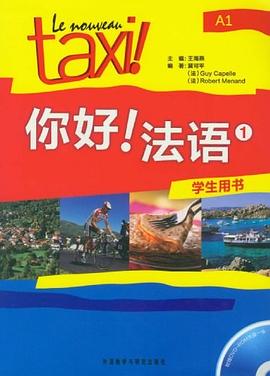 A1
Le nouveau
taxi!
主 编：王海燕
编 著：冀可平
（法）Guy Capelle
（法）Robert Menand
你好！法语 1
学生用书
外语教学与研究出版社